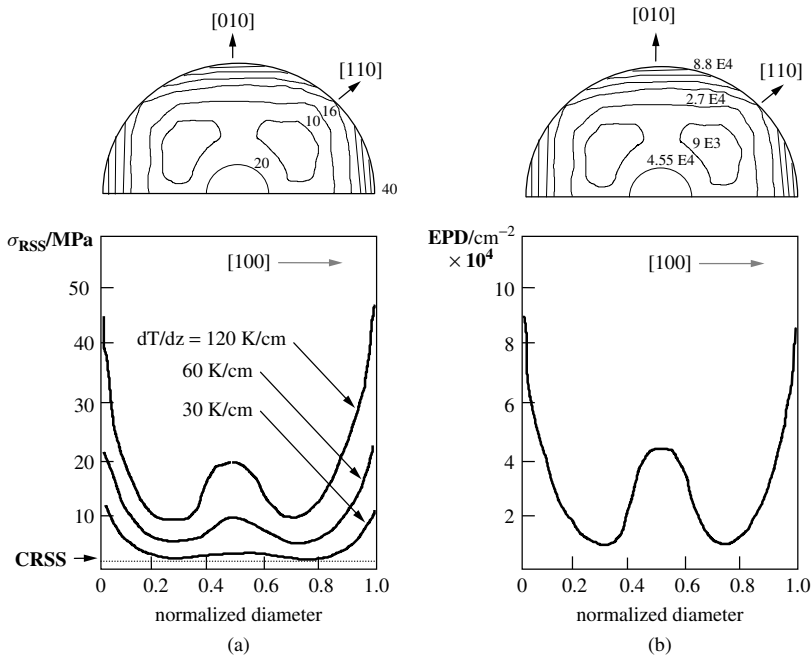 [010]
[110]
16
10
20
40
σRSS/MPa
[100]
50
40
30
20
10
dT/dz = 120 K/cm
60 K/cm
30 K/cm
CRSS
0 0.2 0.4 0.6 0.8 1.0
normalized diameter
(a)
[010]
8.8 E4
[110]
2.7 E4
9 E3
4.55 E4
EPD/cm⁻²
× 10⁴
[100]
10
8
6
4
2
0 0.2 0.4 0.6 0.8 1.0
normalized diameter
(b)